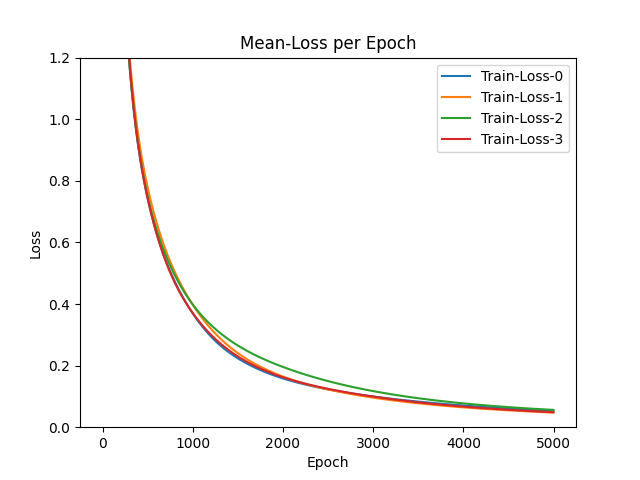 Mean-Loss per Epoch
1.2
1.0
0.8
0.6
0.4
0.2
0.0
Loss
Train-Loss-0
Train-Loss-1
Train-Loss-2
Train-Loss-3
0 1000 2000 3000 4000 5000
Epoch